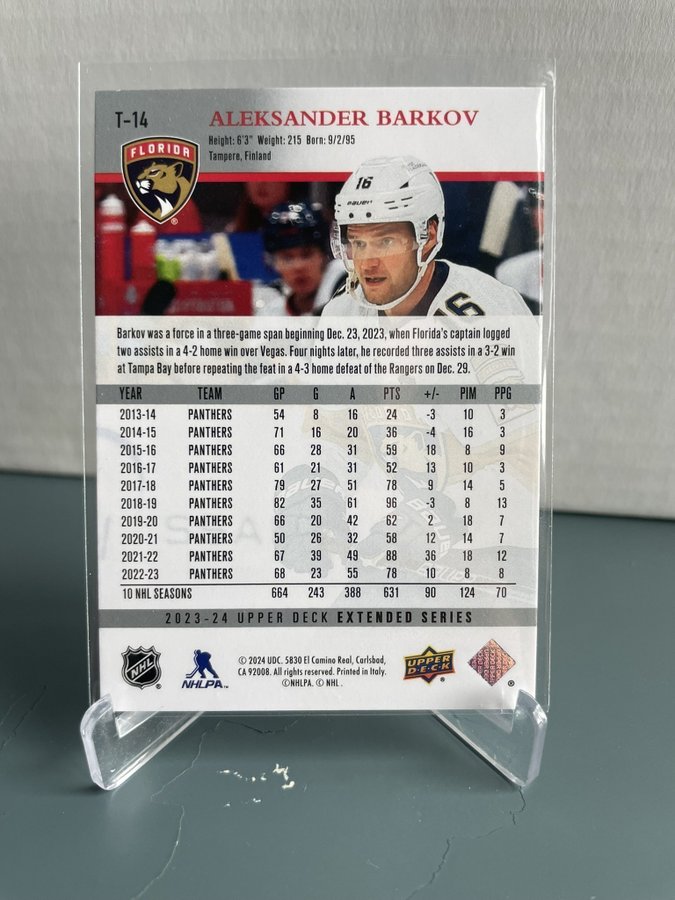 T-14
ALEKSANDER BARKOV
Height: 6'3" Weight: 215 Born: 9/2/95
Tampere, Finland
FLORIDA
16
BAUER
16
Barkov was a force in a three-game span beginning Dec. 23, 2023, when Florida's captain logged
two assists in a 4-2 home win over Vegas. Four nights later, he recorded three assists in a 3-2 win
at Tampa Bay before repeating the feat in a 4-3 home defeat of the Rangers on Dec. 29.
YEAR TEAM GP G A PTS +/- PIM PPG
2013-14 PANTHERS 54 8 16 24 -3 10 3
2014-15 PANTHERS 71 16 20 36 -4 16 3
2015-16 PANTHERS 66 28 31 59 18 8 9
2016-17 PANTHERS 61 21 31 52 13 10 3
2017-18 PANTHERS 79 27 51 78 9 14 5
2018-19 PANTHERS 82 35 61 96 -3 8 13
2019-20 PANTHERS 66 20 42 62 2 18 7
2020-21 PANTHERS 50 26 32 58 12 14 7
2021-22 PANTHERS 67 39 49 88 36 18 12
2022-23 PANTHERS 68 23 55 78 10 8 8
10 NHL SEASONS 664 243 388 631 90 124 70
2023-24 UPPER DECK EXTENDED SERIES
NHL
NHLPA™
© 2024 UDC. 5830 El Camino Real, Carlsbad,
CA 92008. All rights reserved. Printed in Italy.
©NHLPA. © NHL.
UPPER
DECK
®